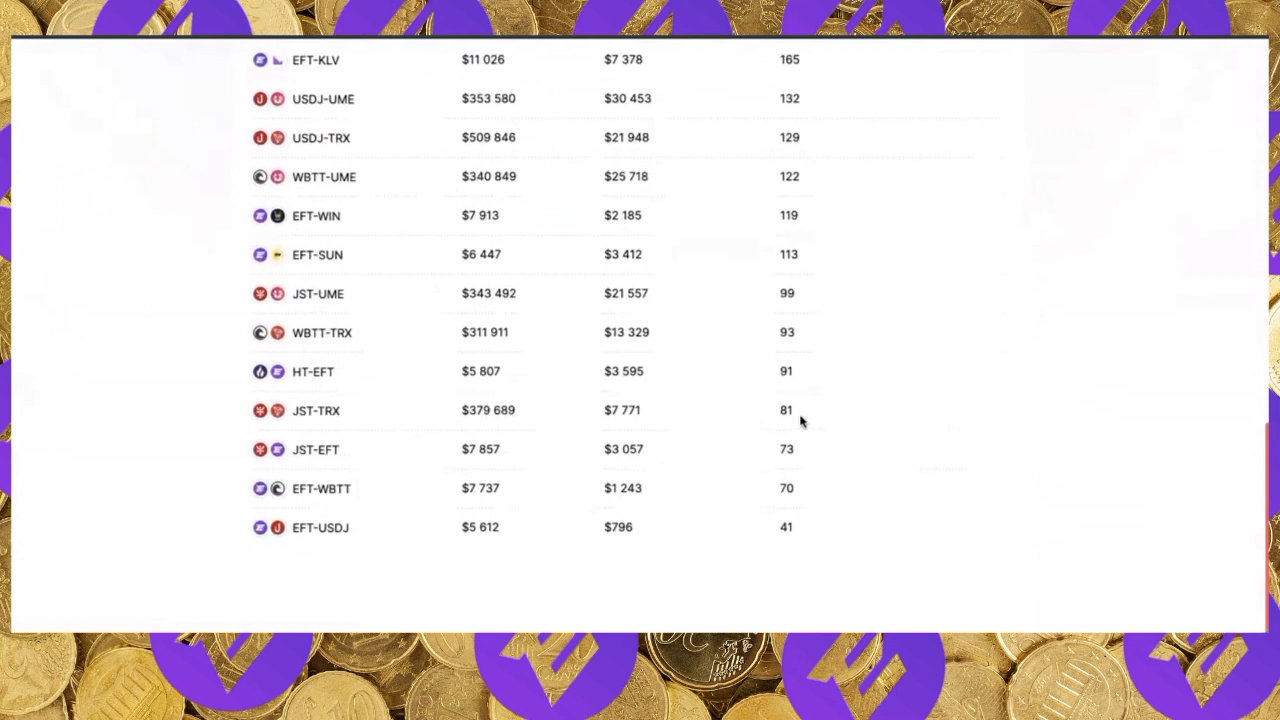 EFT-KLV $11 026 $7 378 165
USDJ-UME $353 580 $30 453 132
USDJ-TRX $509 846 $21 948 129
WBTT-UME $340 849 $25 718 122
EFT-WIN $7 913 $2 185 119
EFT-SUN $6 447 $3 412 113
JST-UME $343 492 $21 557 99
WBTT-TRX $311 911 $13 329 93
HT-EFT $5 807 $3 595 91
JST-TRX $379 689 $7 771 81
JST-EFT $7 857 $3 057 73
EFT-WBTT $7 737 $1 243 70
EFT-USDJ $5 612 $796 41